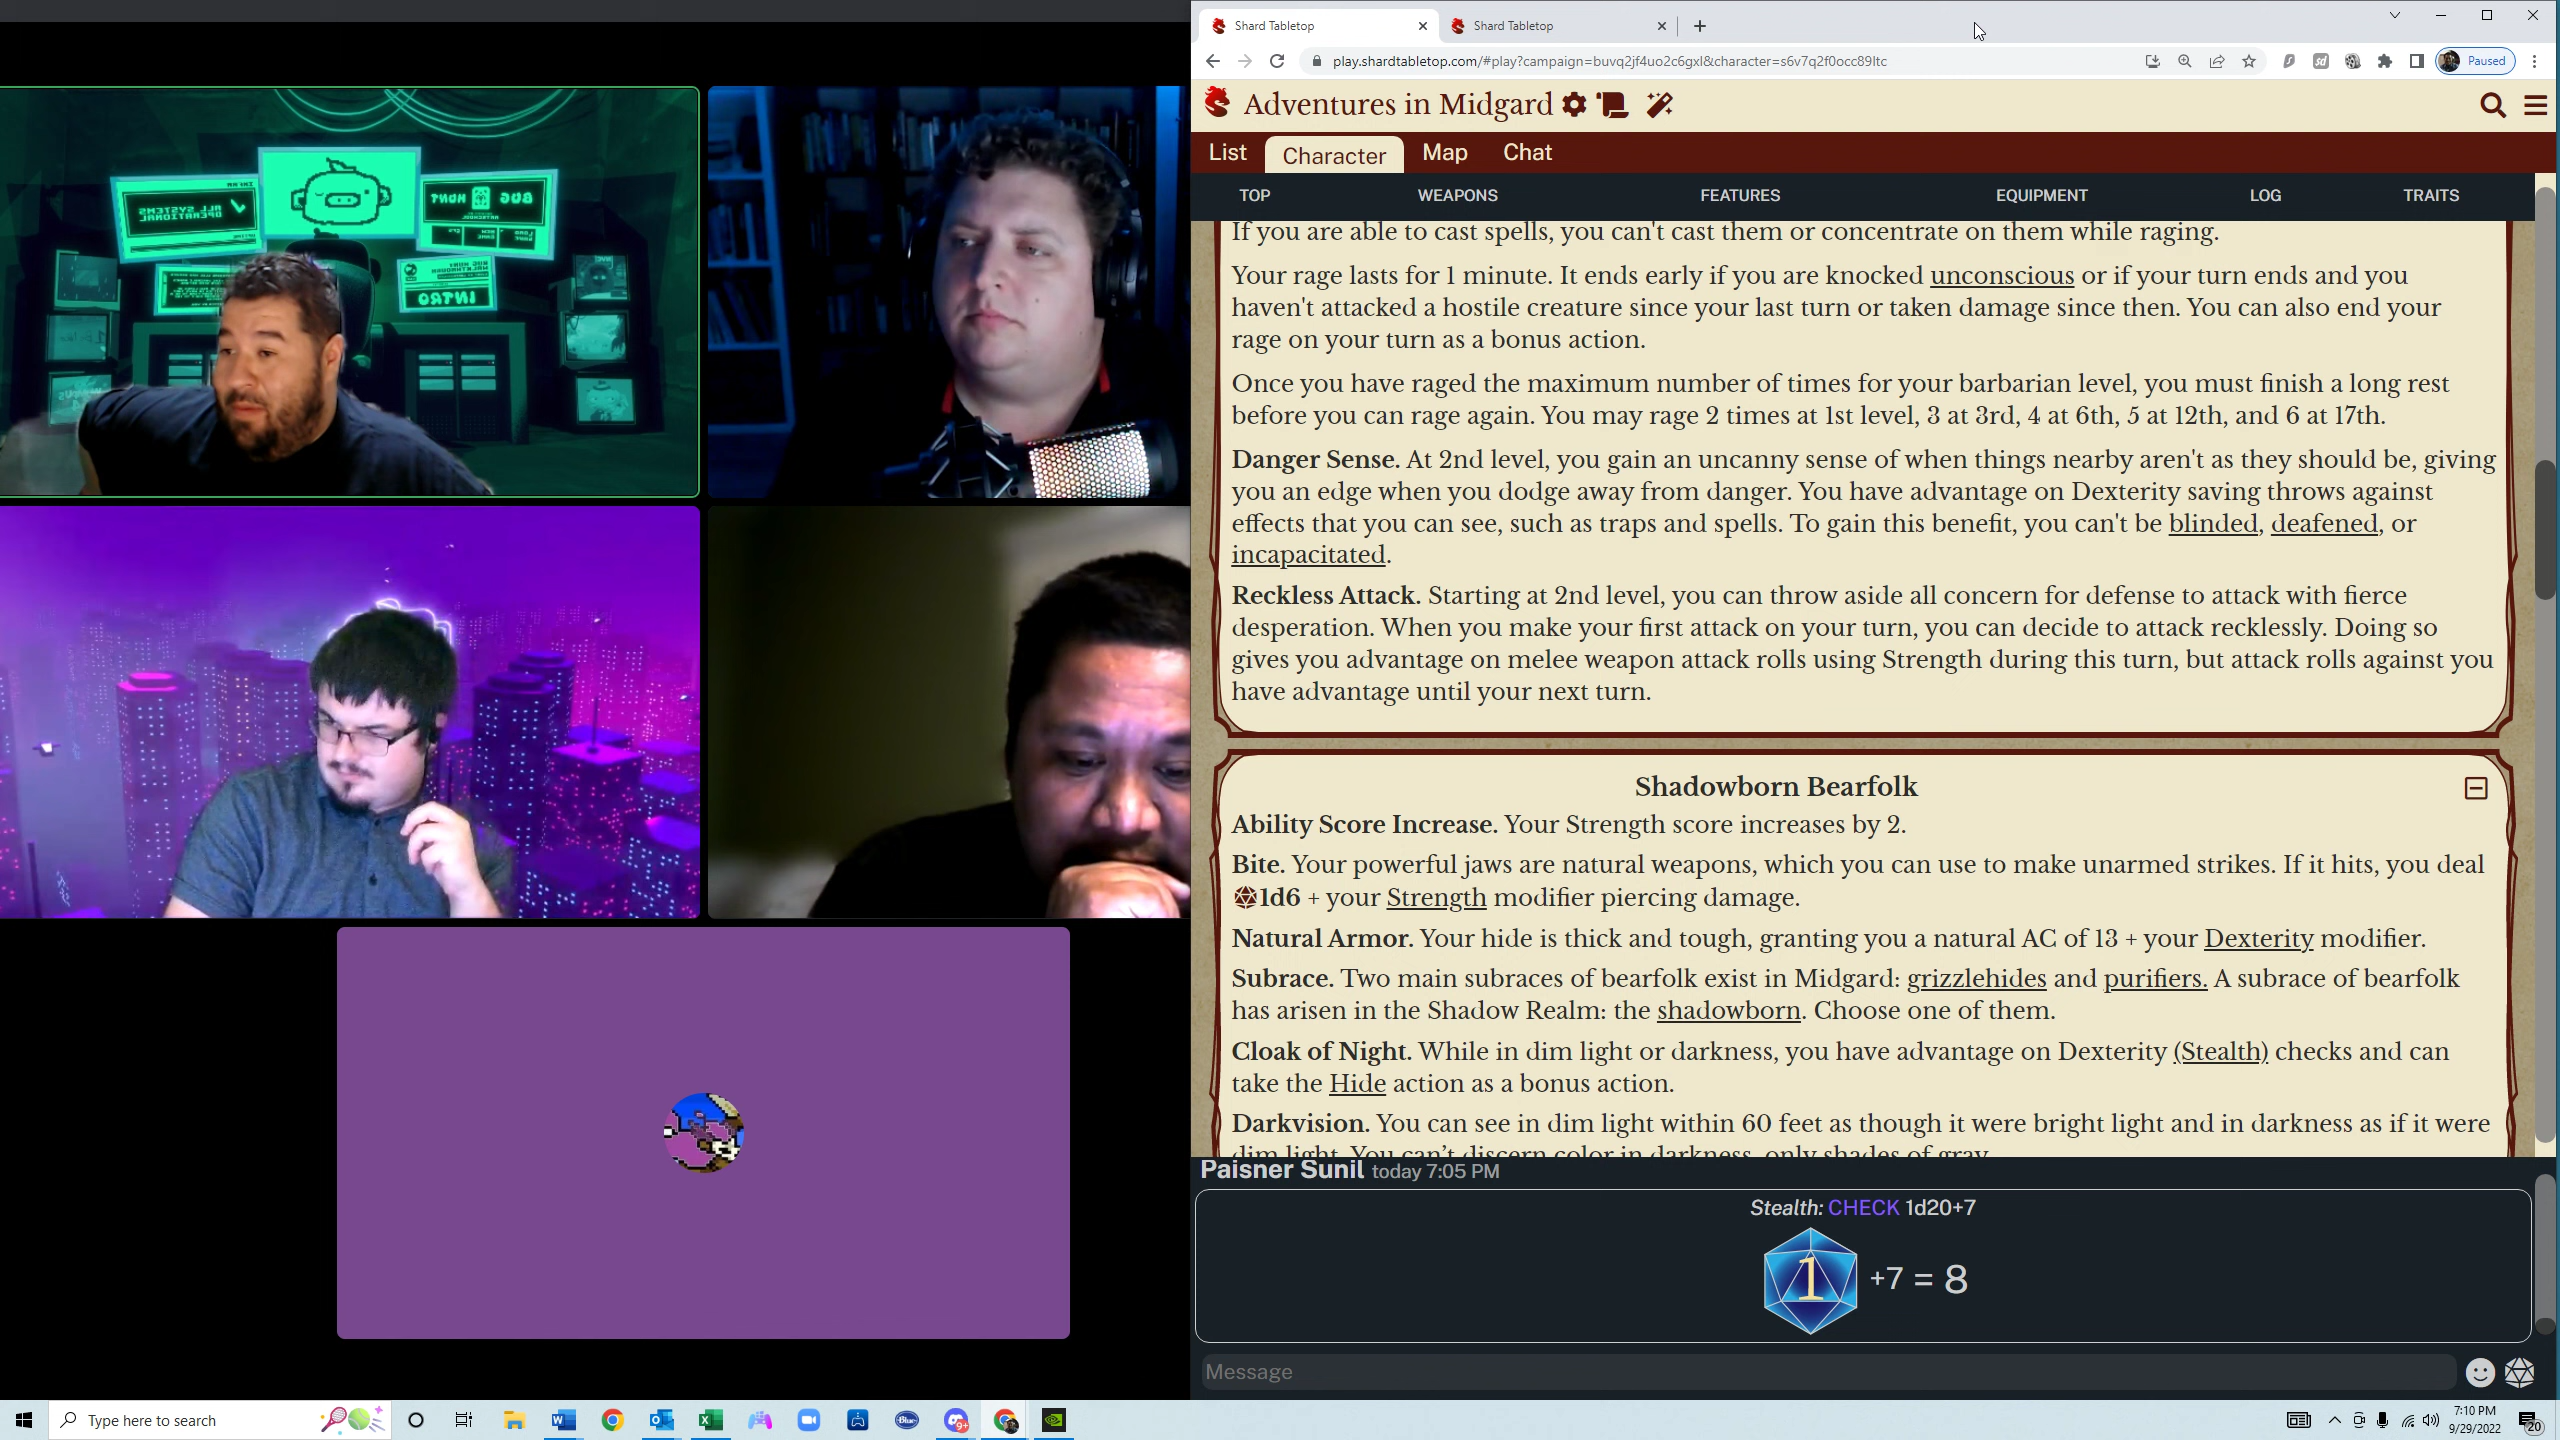 Shard Tabletop
Shard Tabletop
play.shardtabletop.com/#play?campaign=buvq2jf4uo2c6gxl&character=s6v7q2f0occ89ltc
Paused
Adventures in Midgard
List Character Map Chat
TOP WEAPONS FEATURES EQUIPMENT LOG TRAITS
If you are able to cast spells, you can't cast them or concentrate on them while raging.
Your rage lasts for 1 minute. It ends early if you are knocked unconscious or if your turn ends and you
haven't attacked a hostile creature since your last turn or taken damage since then. You can also end your
rage on your turn as a bonus action.
Once you have raged the maximum number of times for your barbarian level, you must finish a long rest
before you can rage again. You may rage 2 times at 1st level, 3 at 3rd, 4 at 6th, 5 at 12th, and 6 at 17th.
Danger Sense. At 2nd level, you gain an uncanny sense of when things nearby aren't as they should be, giving
you an edge when you dodge away from danger. You have advantage on Dexterity saving throws against
effects that you can see, such as traps and spells. To gain this benefit, you can't be blinded, deafened, or
incapacitated.
Reckless Attack. Starting at 2nd level, you can throw aside all concern for defense to attack with fierce
desperation. When you make your first attack on your turn, you can decide to attack recklessly. Doing so
gives you advantage on melee weapon attack rolls using Strength during this turn, but attack rolls against you
have advantage until your next turn.
Shadowborn Bearfolk
Ability Score Increase. Your Strength score increases by 2.
Bite. Your powerful jaws are natural weapons, which you can use to make unarmed strikes. If it hits, you deal
1d6 + your Strength modifier piercing damage.
Natural Armor. Your hide is thick and tough, granting you a natural AC of 13 + your Dexterity modifier.
Subrace. Two main subraces of bearfolk exist in Midgard: grizzlehides and purifiers. A subrace of bearfolk
has arisen in the Shadow Realm: the shadowborn. Choose one of them.
Cloak of Night. While in dim light or darkness, you have advantage on Dexterity (Stealth) checks and can
take the Hide action as a bonus action.
Darkvision. You can see in dim light within 60 feet as though it were bright light and in darkness as if it were
dim light. You can't discern color in darkness, only shades of gray.
Paisner Sunil today 7:05 PM
Stealth: CHECK 1d20+7
1 +7 = 8
Message
ALL SYSTEMS
OPERATIONAL
BUG HUNT
INTRO
Type here to search
Blue
9+
7:10 PM
9/29/2022
20